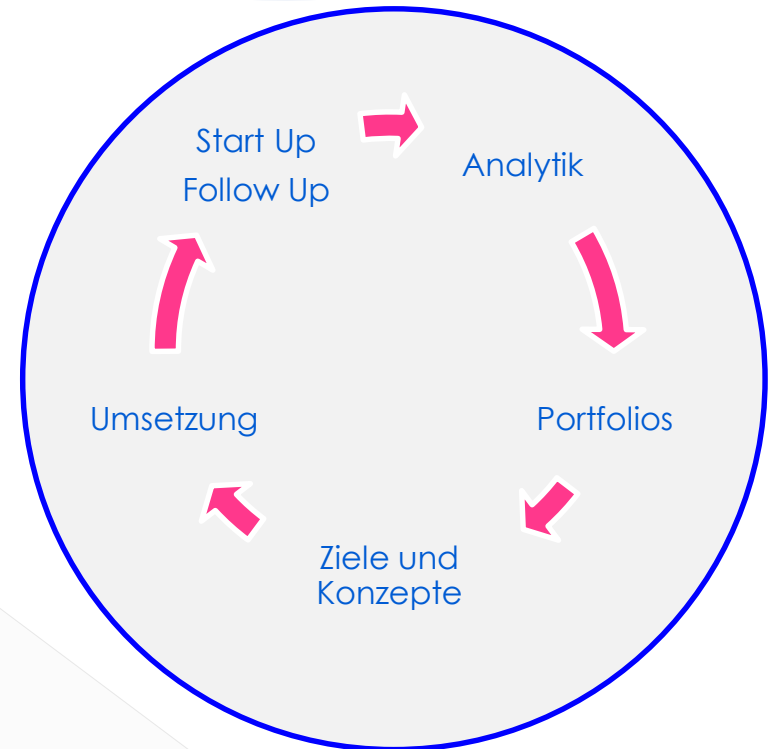 Start Up
Follow Up
Analytik
Portfolios
Ziele und
Konzepte
Umsetzung